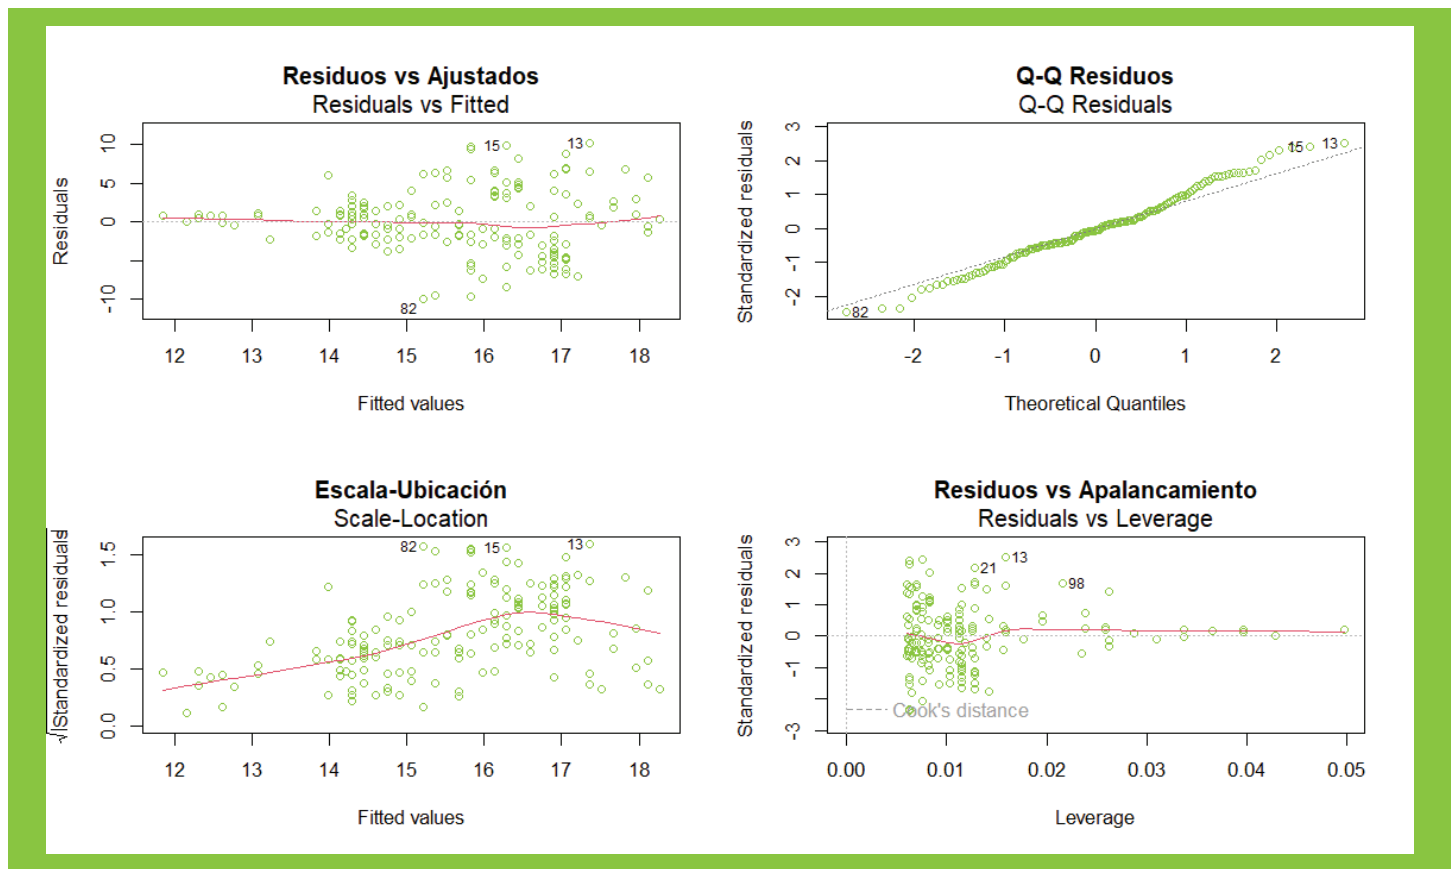 Residuos vs Ajustados
Residuals vs Fitted
Residuals
10
5
0
-10
15
13
82
12 13 14 15 16 17 18
Fitted values
Q-Q Residuos
Q-Q Residuals
Standardized residuals
3
2
1
0
-1
-2
15
13
82
-2 -1 0 1 2
Theoretical Quantiles
Escala-Ubicación
Scale-Location
√|Standardized residuals|
1.5
1.0
0.5
0.0
82
15
13
12 13 14 15 16 17 18
Fitted values
Residuos vs Apalancamiento
Residuals vs Leverage
Standardized residuals
3
2
1
0
-1
-3
13
21
98
Cook's distance
0.00 0.01 0.02 0.03 0.04 0.05
Leverage